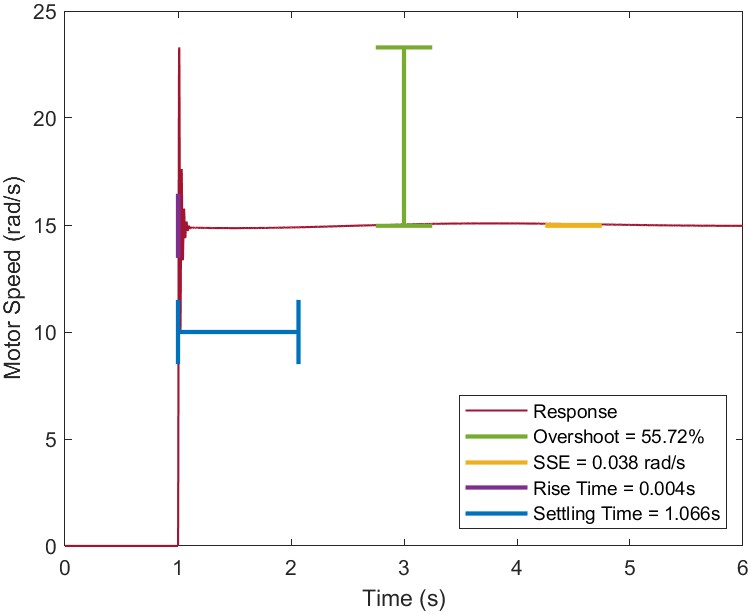 25
20
15
10
5
0
Motor Speed (rad/s)
Response
Overshoot = 55.72%
SSE = 0.038 rad/s
Rise Time = 0.004s
Settling Time = 1.066s
0 1 2 3 4 5 6
Time (s)